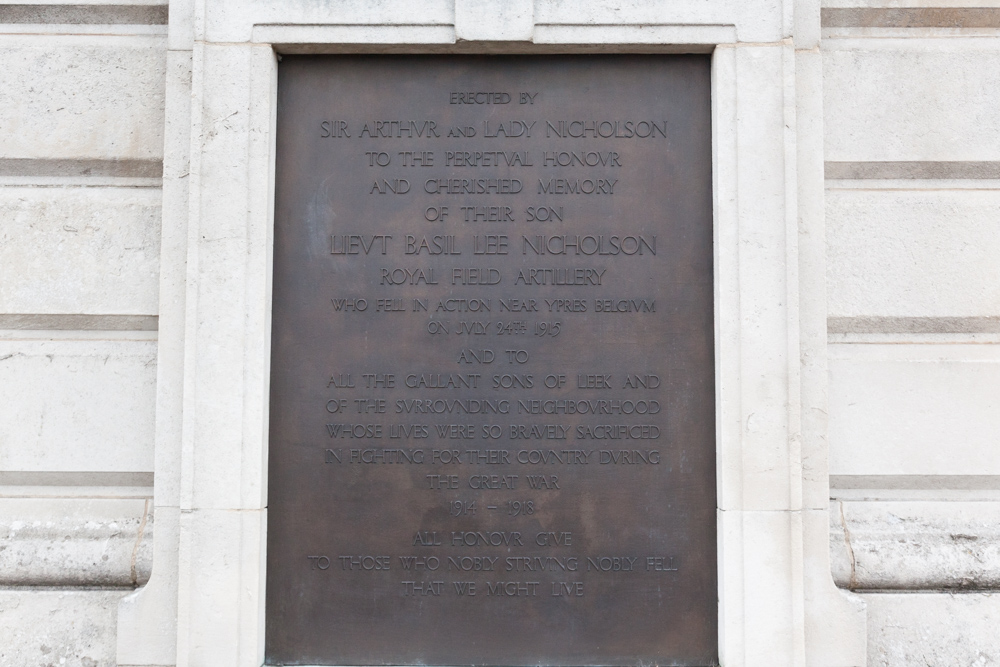 ERECTED BY
SIR ARTHVR AND LADY NICHOLSON
TO THE PERPETVAL HONOVR
AND CHERISHED MEMORY
OF THEIR SON
LIEVT BASIL LEE NICHOLSON
ROYAL FIELD ARTILLERY
WHO FELL IN ACTION NEAR YPRES BELGIVM
ON JVLY 24TH 1915
AND TO
ALL THE GALLANT SONS OF LEEK AND
OF THE SVRROVNDING NEIGHBOVRHOOD
WHOSE LIVES WERE SO BRAVELY SACRIFICED
IN FIGHTING FOR THEIR COVNTRY DVRING
THE GREAT WAR
1914 – 1918
ALL HONOVR GIVE
TO THOSE WHO NOBLY STRIVING NOBLY FELL
THAT WE MIGHT LIVE